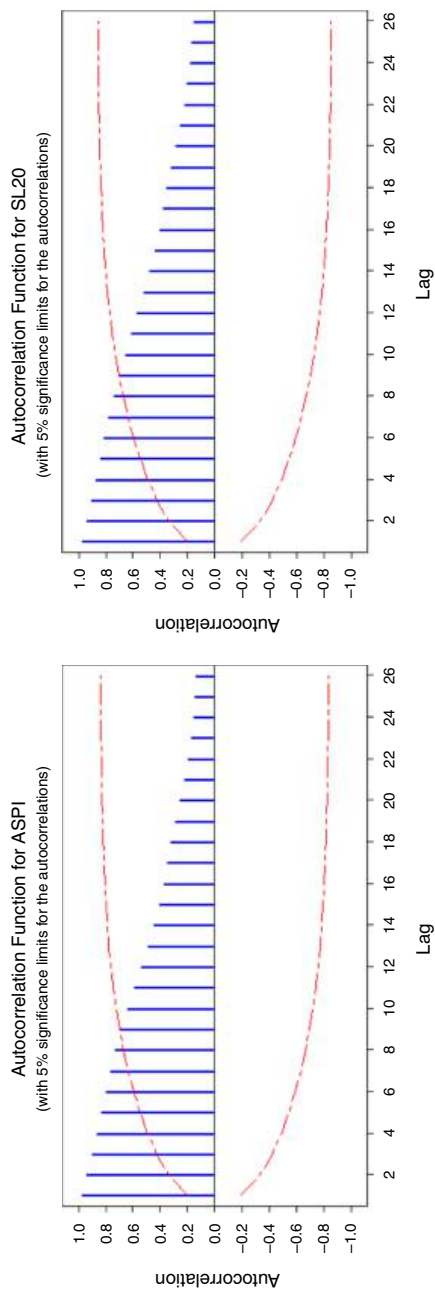 Autocorrelation Function for ASPI
(with 5% significance limits for the autocorrelations)
1.0
0.8
0.6
0.4
0.2
0.0
−0.2
−0.4
−0.6
−0.8
−1.0
Autocorrelation
2 4 6 8 10 12 14 16 18 20 22 24 26
Lag
Autocorrelation Function for SL20
(with 5% significance limits for the autocorrelations)
1.0
0.8
0.6
0.4
0.2
0.0
−0.2
−0.4
−0.6
−0.8
−1.0
Autocorrelation
2 4 6 8 10 12 14 16 18 20 22 24 26
Lag